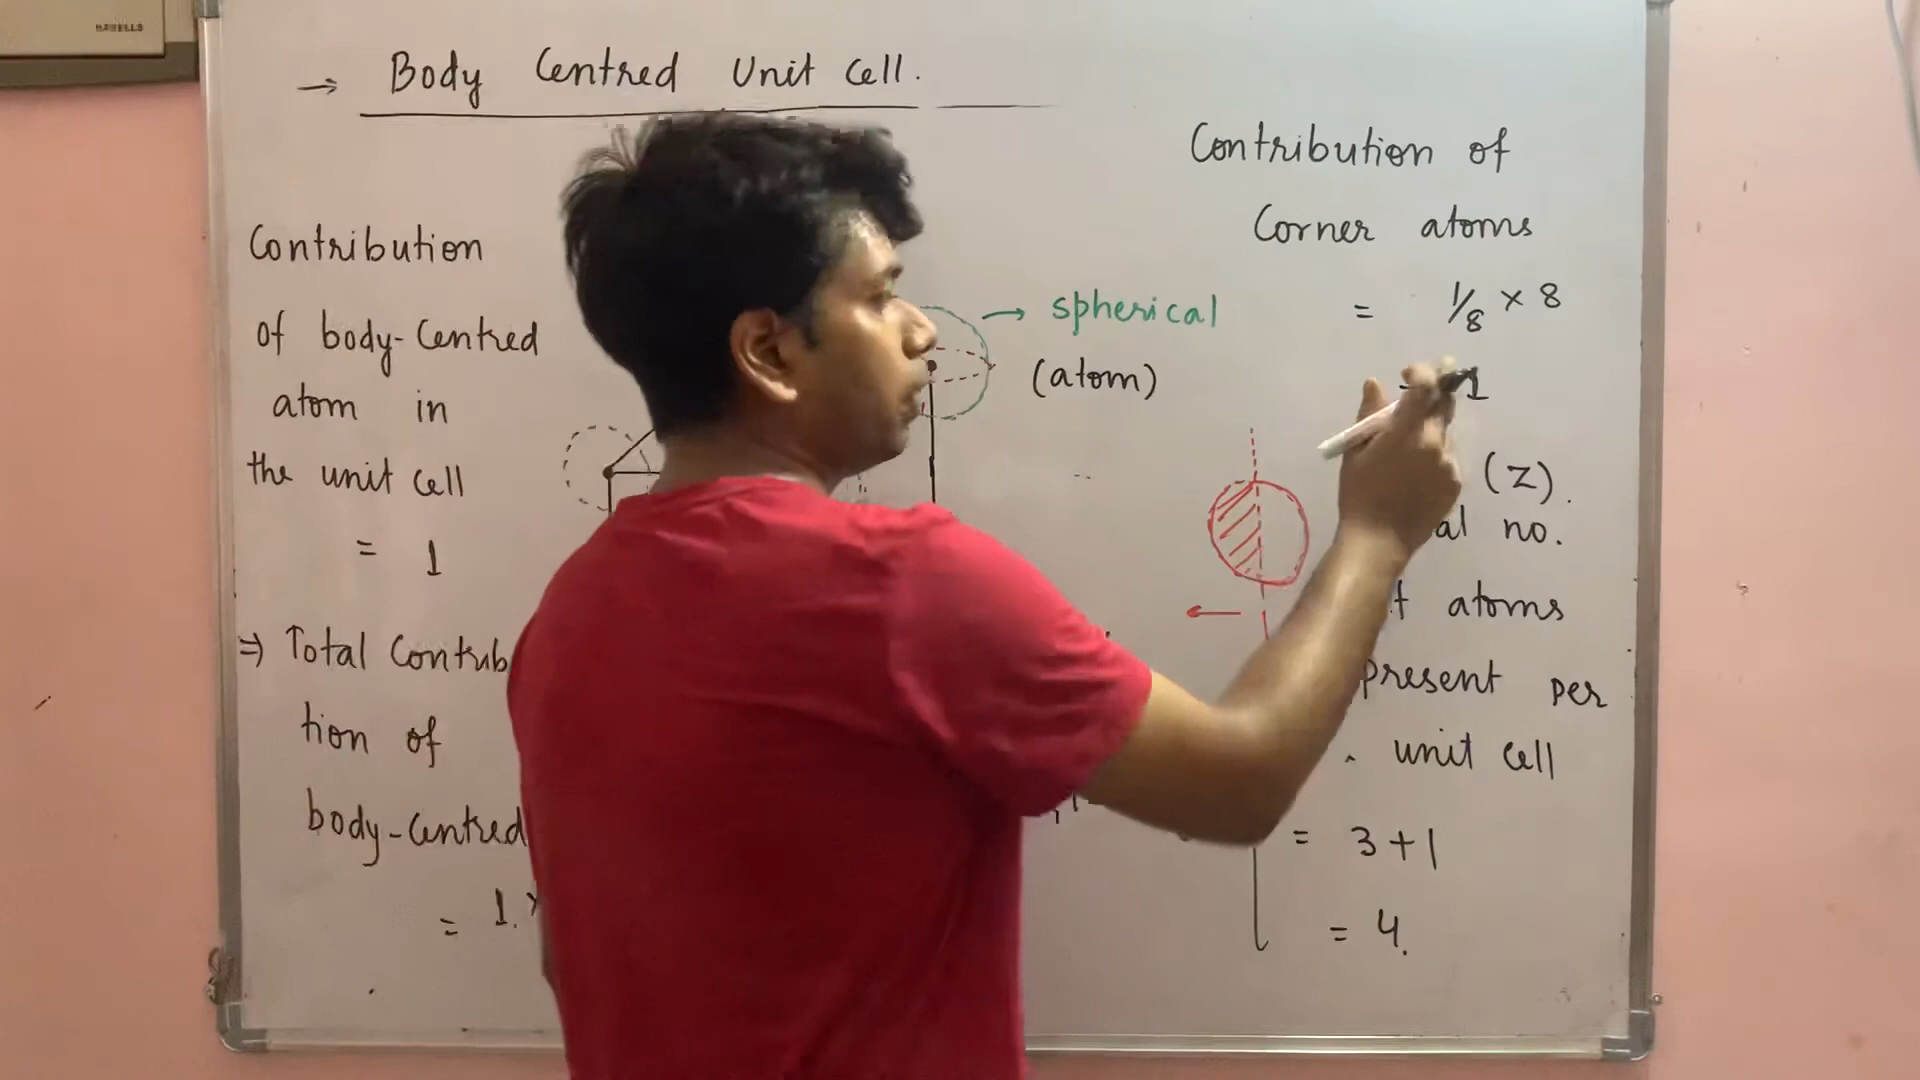 HAVELLS
→ Body Centred Unit Cell.
Contribution
of body-Centred
atom in
the unit cell
= 1
⇒ Total Contrib
tion of
body-Centred
= 1.
→ spherical
(atom)
Contribution of
Corner atoms
= 1/8 × 8
1
(Z).
al no.
atoms
present per
unit cell
= 3+1
= 4.